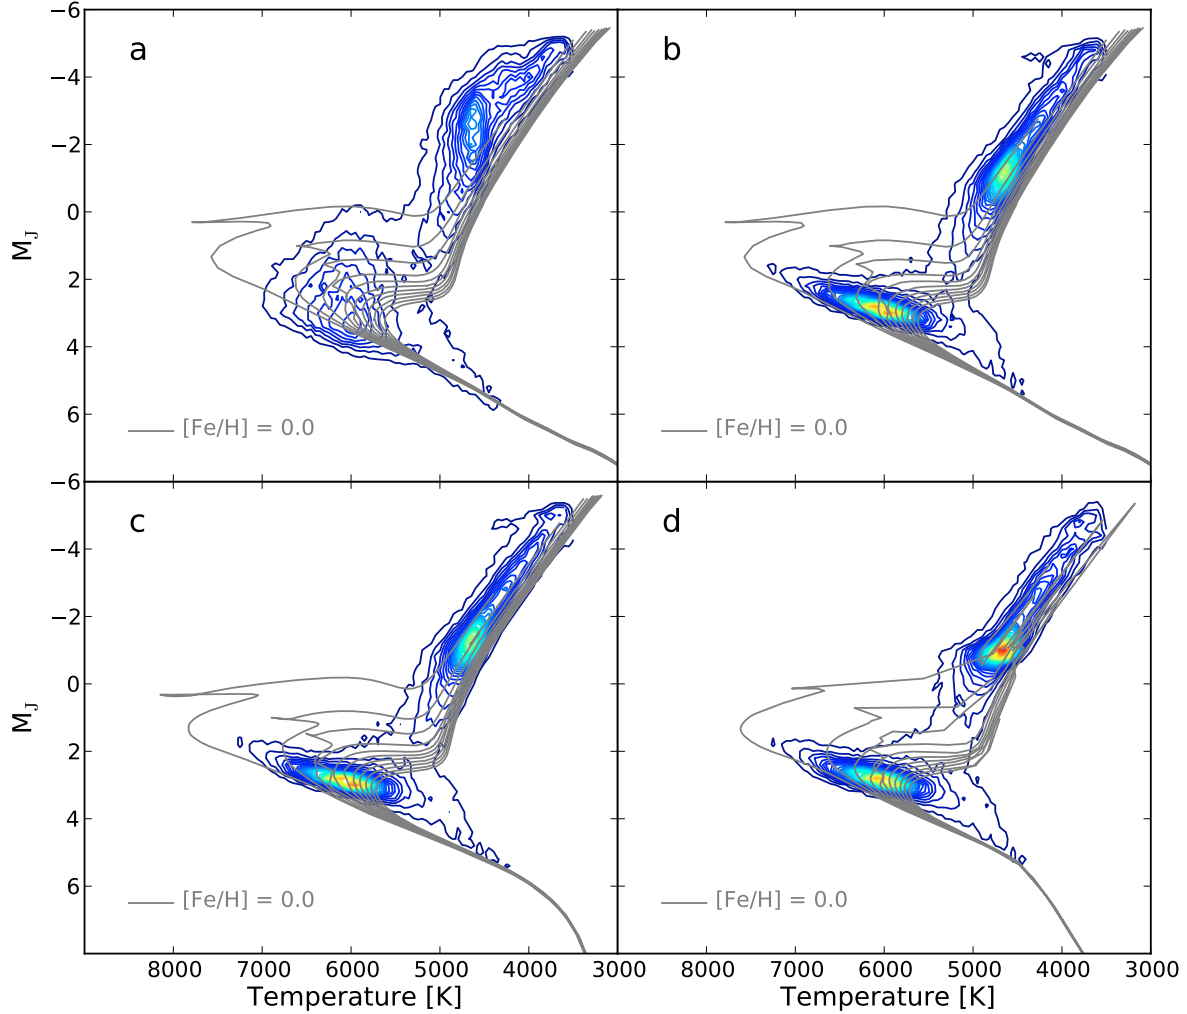 −6
−4
−2
0
2
4
6
M_J
a
[Fe/H] = 0.0
b
[Fe/H] = 0.0
−6
−4
−2
0
2
4
6
M_J
c
[Fe/H] = 0.0
d
[Fe/H] = 0.0
8000 7000 6000 5000 4000 3000 8000 7000 6000 5000 4000 3000
Temperature [K] Temperature [K]